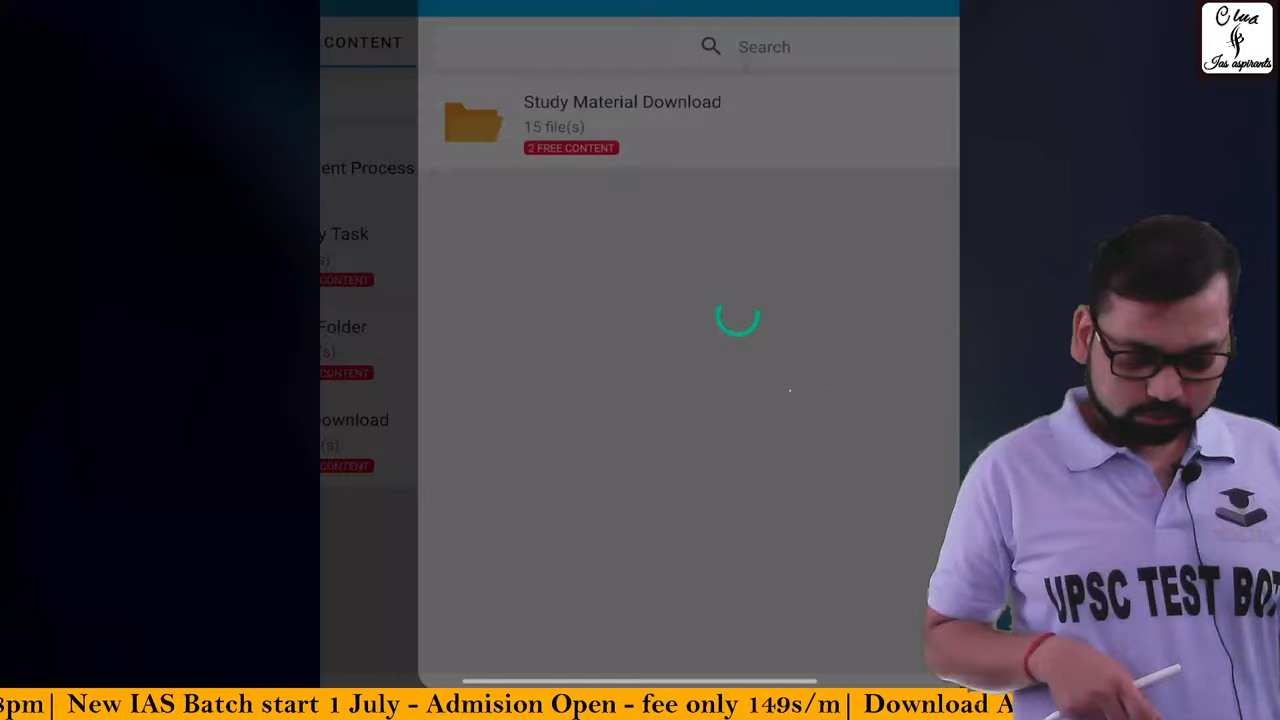 CONTENT
Search
Study Material Download
15 file(s)
2 FREE CONTENT
ent Process
y Task
s)
CONTENT
Folder
(s)
CONTENT
ownload
(s)
CONTENT
Clua
Ias aspirants
UPSC TEST BO
8pm| New IAS Batch start 1 July - Admision Open - fee only 149s/m| Download A